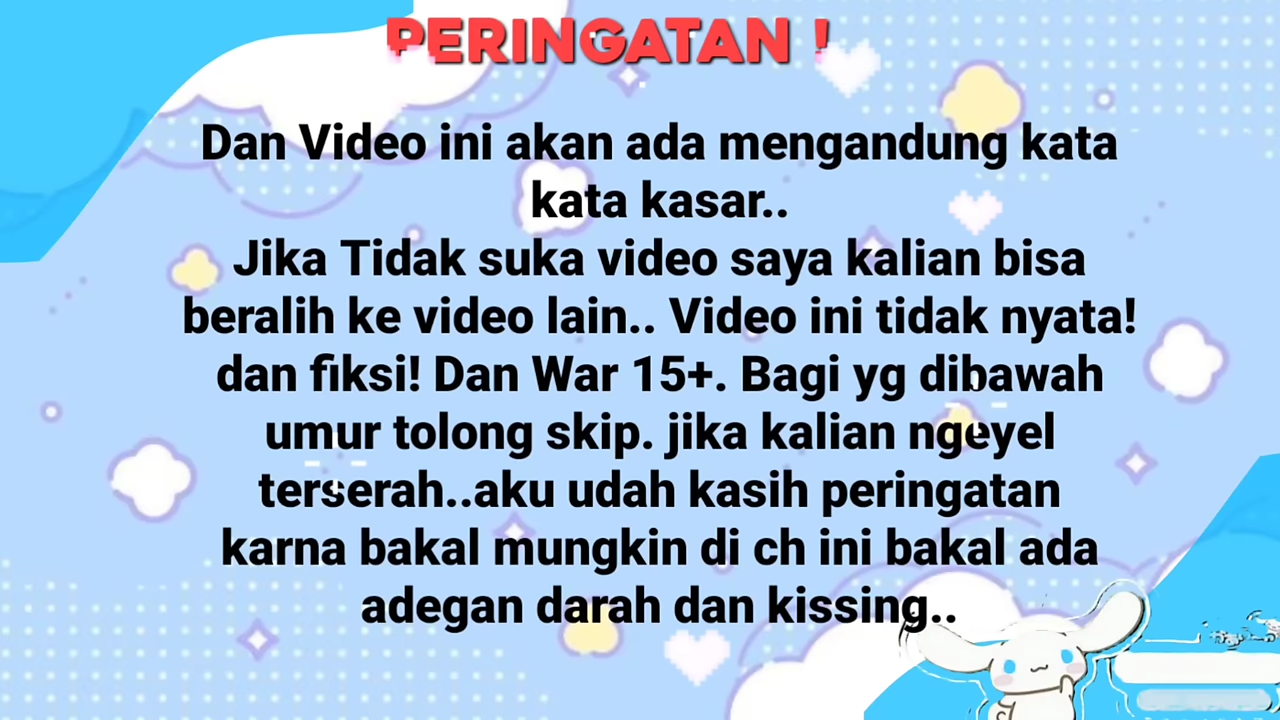 PERINGATAN !
Dan Video ini akan ada mengandung kata
kata kasar..
Jika Tidak suka video saya kalian bisa
beralih ke video lain.. Video ini tidak nyata!
dan fiksi! Dan War 15+. Bagi yg dibawah
umur tolong skip. jika kalian ngeyel
terserah..aku udah kasih peringatan
karna bakal mungkin di ch ini bakal ada
adegan darah dan kissing..